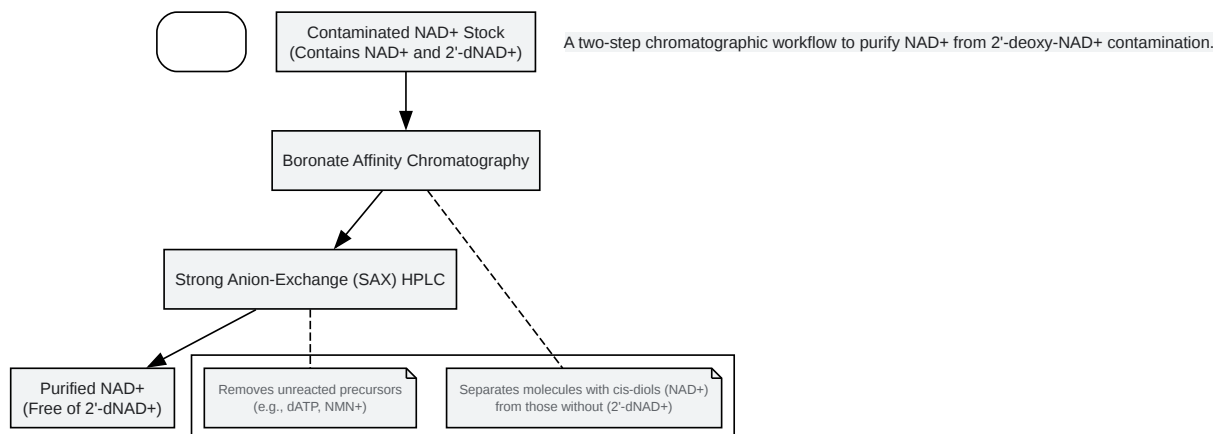 Contaminated NAD+ Stock
(Contains NAD+ and 2'-dNAD+)
A two-step chromatographic workflow to purify NAD+ from 2'-deoxy-NAD+ contamination.
Boronate Affinity Chromatography
Strong Anion-Exchange (SAX) HPLC
Purified NAD+
(Free of 2'-dNAD+)
Removes unreacted precursors
(e.g., dATP, NMN+)
Separates molecules with cis-diols (NAD+)
from those without (2'-dNAD+)